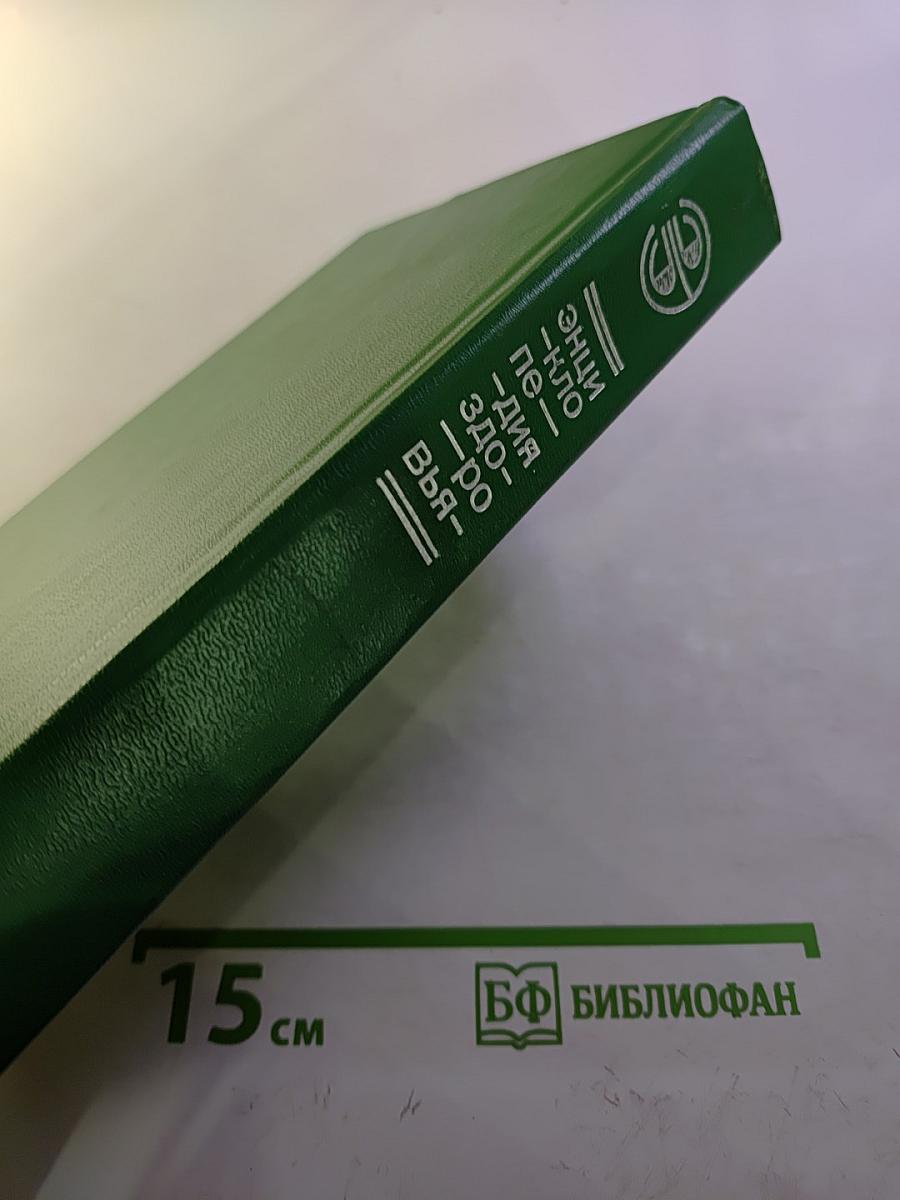 ЭНЦИ-
КЛО-
ПЕ-
ДИЯ
ЗДО-
РО-
ВЬЯ
15 см
БФ БИБЛИОФАН